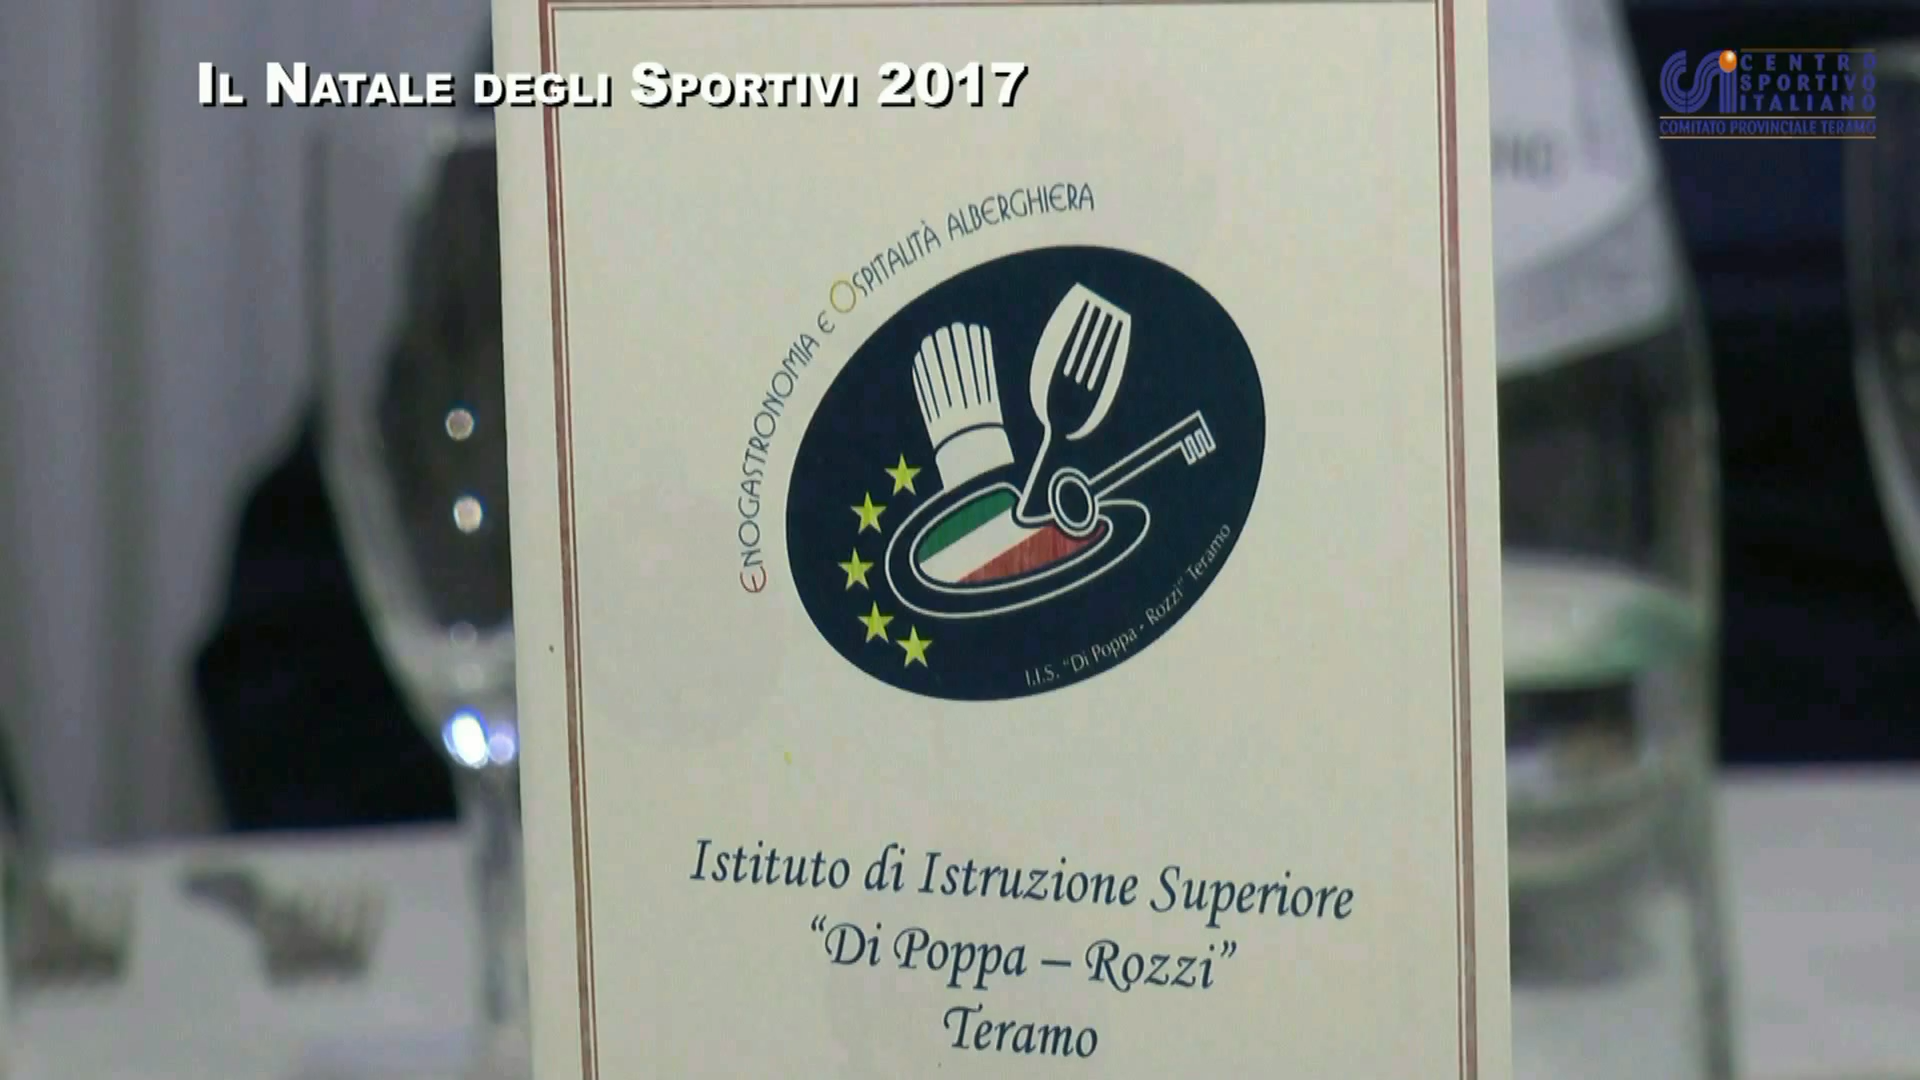 Il Natale degli Sportivi 2017
CENTRO
SPORTIVO
ITALIANO
COMITATO PROVINCIALE TERAMO
ENOGASTRONOMIA E OSPITALITÀ ALBERGHIERA
I.I.S. "Di Poppa - Rozzi" Teramo
Istituto di Istruzione Superiore
“Di Poppa – Rozzi”
Teramo